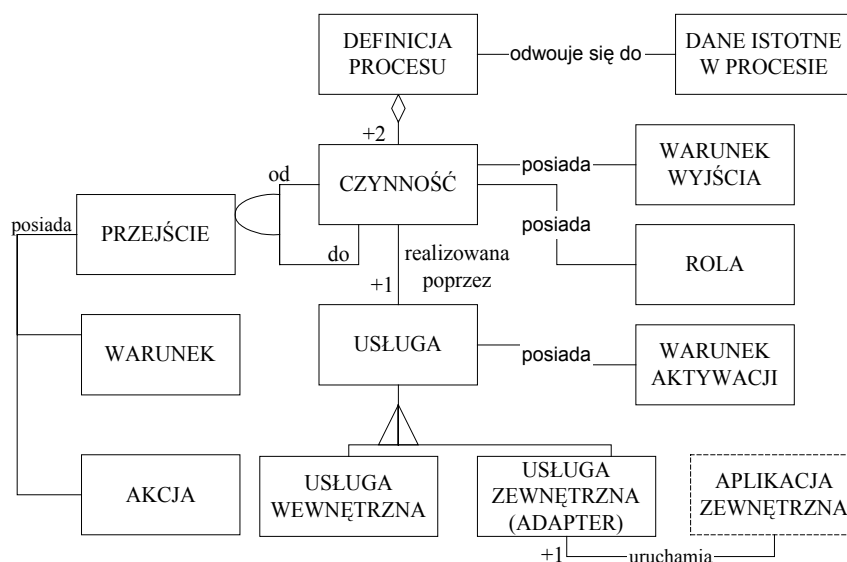 DEFINICJA
PROCESU
odwouje się do
DANE ISTOTNE
W PROCESIE
+2
od
CZYNNOŚĆ
posiada
WARUNEK
WYJŚCIA
posiada
PRZEJŚCIE
posiada
do
realizowana
poprzez
ROLA
+1
WARUNEK
USŁUGA
posiada
WARUNEK
AKTYWACJI
AKCJA
USŁUGA
WEWNĘTRZNA
USŁUGA
ZEWNĘTRZNA
(ADAPTER)
APLIKACJA
ZEWNĘTRZNA
+1
uruchamia